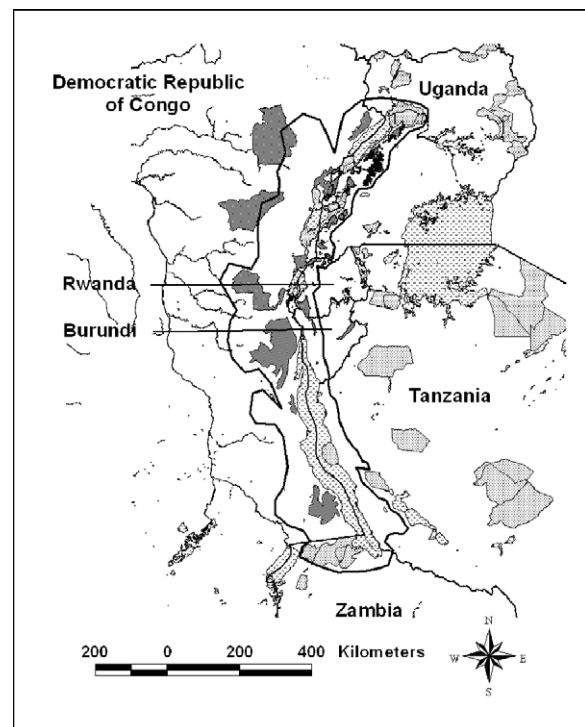 Democratic Republic
of Congo
Uganda
Rwanda
Burundi
Tanzania
Zambia
200 0 200 400 Kilometers
N
W E
S